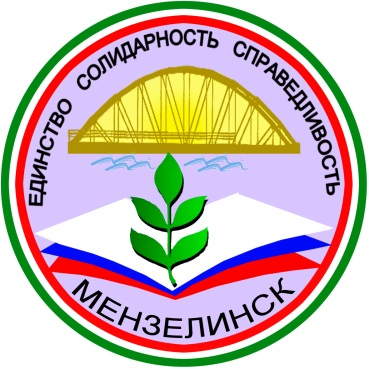 ЕДИНСТВО СОЛИДАРНОСТЬ СПРАВЕДЛИВОСТЬ
МЕНЗЕЛИНСК